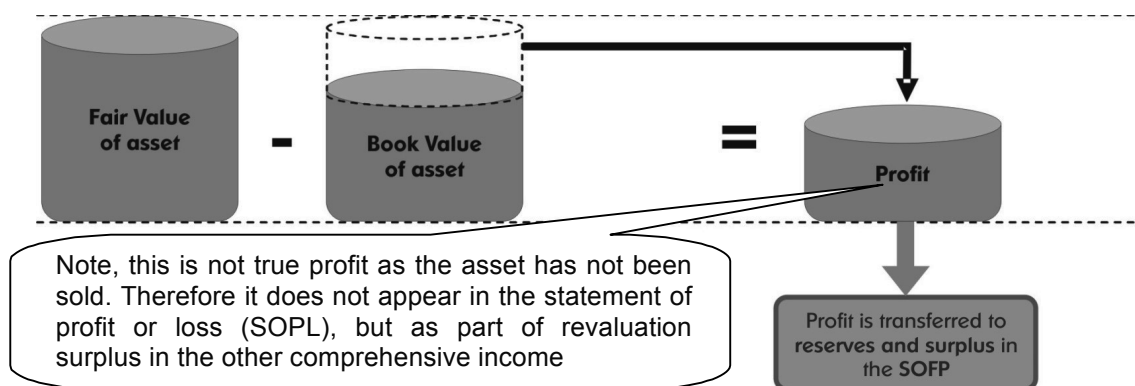 Fair Value
of asset
-
Book Value
of asset
=
Profit
Note, this is not true profit as the asset has not been
sold. Therefore it does not appear in the statement of
profit or loss (SOPL), but as part of revaluation
surplus in the other comprehensive income
Profit is transferred to
reserves and surplus in
the SOFP